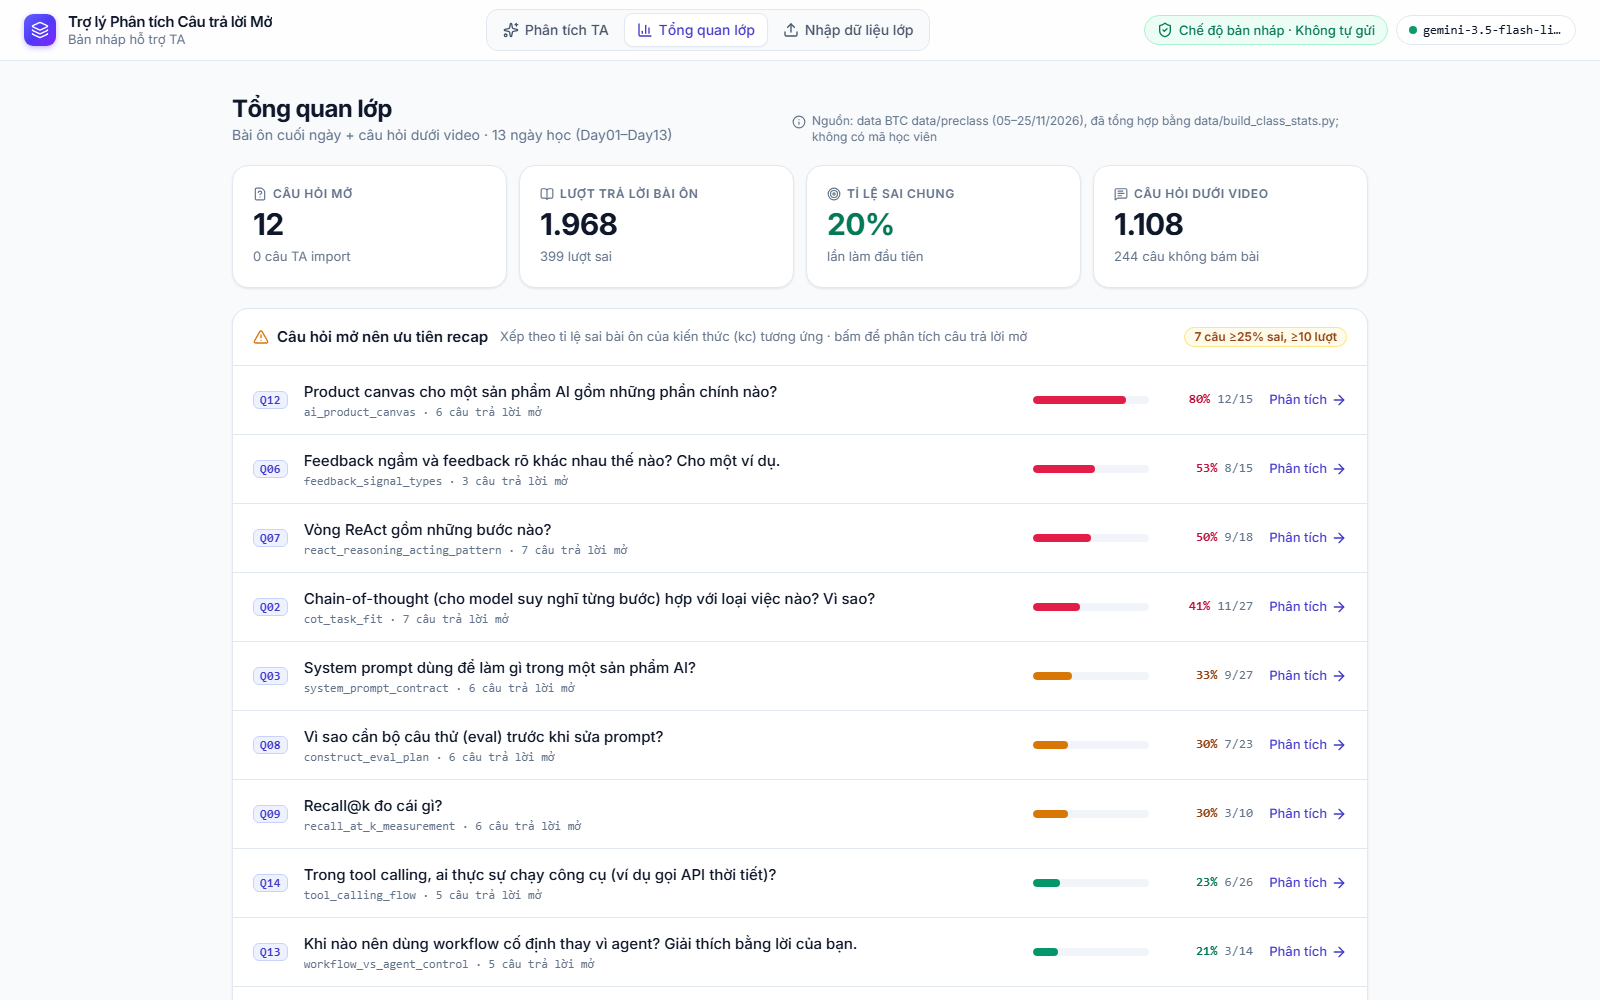 Trợ lý Phân tích Câu trả lời Mở
Bản nháp hỗ trợ TA
Phân tích TA
Tổng quan lớp
Nhập dữ liệu lớp
Chế độ bản nháp · Không tự gửi
gemini-3.5-flash-li…
Tổng quan lớp
Bài ôn cuối ngày + câu hỏi dưới video · 13 ngày học (Day01–Day13)
Nguồn: data BTC data/preclass (05–25/11/2026), đã tổng hợp bằng data/build_class_stats.py;
không có mã học viên
CÂU HỎI MỞ
12
0 câu TA import
LƯỢT TRẢ LỜI BÀI ÔN
1.968
399 lượt sai
TỈ LỆ SAI CHUNG
20%
lần làm đầu tiên
CÂU HỎI DƯỚI VIDEO
1.108
244 câu không bám bài
Câu hỏi mở nên ưu tiên recap
Xếp theo tỉ lệ sai bài ôn của kiến thức (kc) tương ứng · bấm để phân tích câu trả lời mở
7 câu ≥25% sai, ≥10 lượt
Q12
Product canvas cho một sản phẩm AI gồm những phần chính nào?
ai_product_canvas · 6 câu trả lời mở
80% 12/15
Phân tích →
Q06
Feedback ngầm và feedback rõ khác nhau thế nào? Cho một ví dụ.
feedback_signal_types · 3 câu trả lời mở
53% 8/15
Phân tích →
Q07
Vòng ReAct gồm những bước nào?
react_reasoning_acting_pattern · 7 câu trả lời mở
50% 9/18
Phân tích →
Q02
Chain-of-thought (cho model suy nghĩ từng bước) hợp với loại việc nào? Vì sao?
cot_task_fit · 7 câu trả lời mở
41% 11/27
Phân tích →
Q03
System prompt dùng để làm gì trong một sản phẩm AI?
system_prompt_contract · 6 câu trả lời mở
33% 9/27
Phân tích →
Q08
Vì sao cần bộ câu thử (eval) trước khi sửa prompt?
construct_eval_plan · 6 câu trả lời mở
30% 7/23
Phân tích →
Q09
Recall@k đo cái gì?
recall_at_k_measurement · 6 câu trả lời mở
30% 3/10
Phân tích →
Q14
Trong tool calling, ai thực sự chạy công cụ (ví dụ gọi API thời tiết)?
tool_calling_flow · 5 câu trả lời mở
23% 6/26
Phân tích →
Q13
Khi nào nên dùng workflow cố định thay vì agent? Giải thích bằng lời của bạn.
workflow_vs_agent_control · 5 câu trả lời mở
21% 3/14
Phân tích →